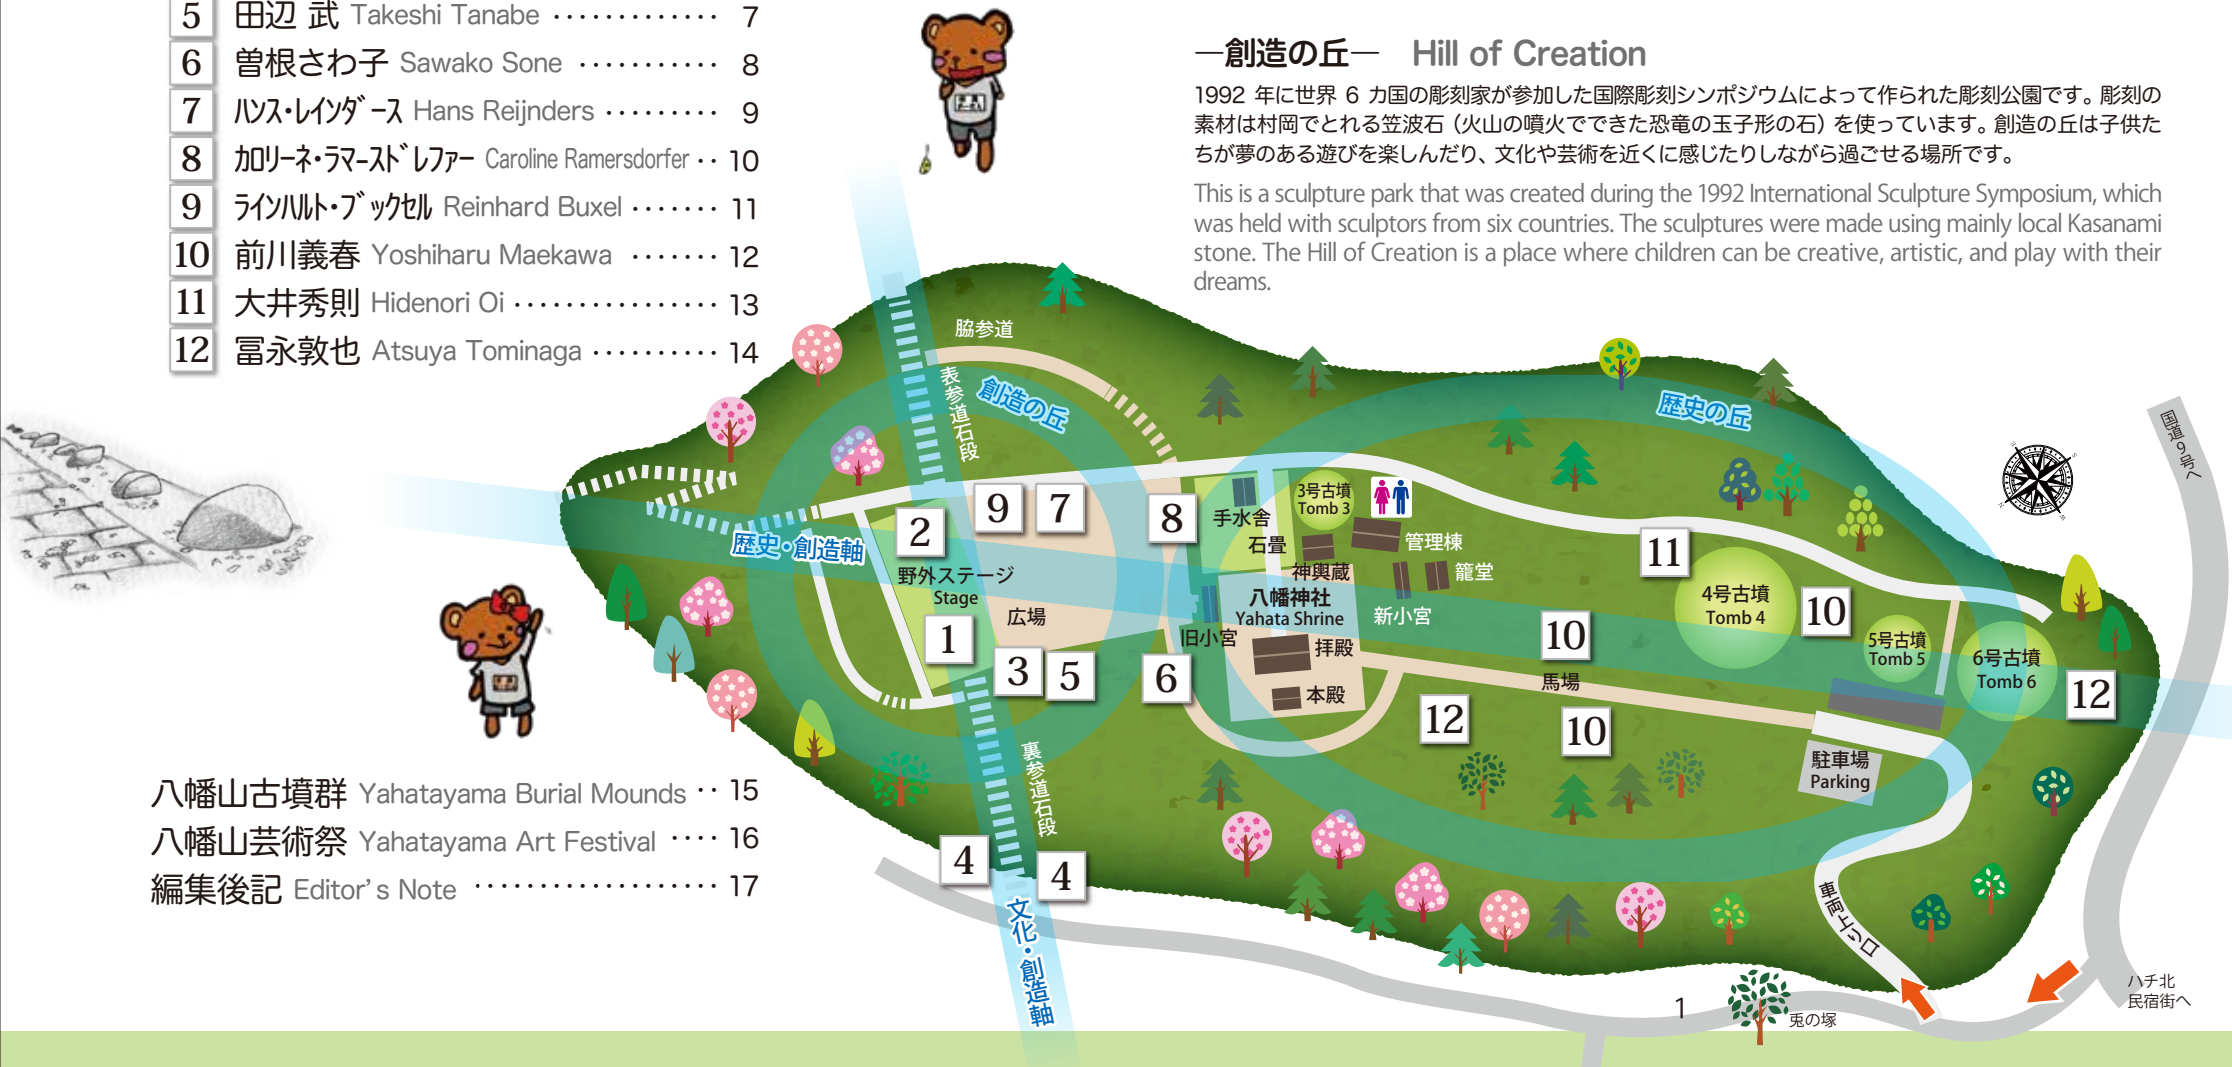 5 田辺 武 Takeshi Tanabe ・・・・・・・・・・・・・ 7
6 曽根さわ子 Sawako Sone ・・・・・・・・・・・ 8
7 ハンス・レインダース Hans Reijnders ・・・・・・・・・ 9
8 カロリーネ・ラマースドレファー Caroline Ramersdorfer ・・ 10
9 ラインハルト・ブックセル Reinhard Buxel ・・・・・・・ 11
10 前川義春 Yoshiharu Maekawa ・・・・・・・ 12
11 大井秀則 Hidenori Oi ・・・・・・・・・・・・・・・・ 13
12 冨永敦也 Atsuya Tominaga ・・・・・・・・・・ 14
八幡山古墳群 Yahatayama Burial Mounds ・・ 15
八幡山芸術祭 Yahatayama Art Festival ・・・・ 16
編集後記 Editor's Note ・・・・・・・・・・・・・・・・・・・ 17
―創造の丘― Hill of Creation
1992 年に世界 6 カ国の彫刻家が参加した国際彫刻シンポジウムによって作られた彫刻公園です。彫刻の
素材は村岡でとれる笠波石（火山の噴火でできた恐竜の玉子形の石）を使っています。創造の丘は子供た
ちが夢のある遊びを楽しんだり、文化や芸術を近くに感じたりしながら過ごせる場所です。
This is a sculpture park that was created during the 1992 International Sculpture Symposium, which
was held with sculptors from six countries. The sculptures were made using mainly local Kasanami
stone. The Hill of Creation is a place where children can be creative, artistic, and play with their
dreams.
脇参道
表参道石段
創造の丘
歴史の丘
国道9号へ
歴史・創造軸
2
9
7
8
手水舎
石畳
3号古墳
Tomb 3
管理棟
神輿蔵
籠堂
新小宮
野外ステージ
Stage
広場
1
3
5
6
旧小宮
八幡神社
Yahata Shrine
拝殿
本殿
11
4号古墳
Tomb 4
10
5号古墳
Tomb 5
6号古墳
Tomb 6
12
10
馬場
12
10
駐車場
Parking
裏参道石段
4
4
文化・創造軸
車両上り口
兎の塚
ハチ北
民宿街へ
1